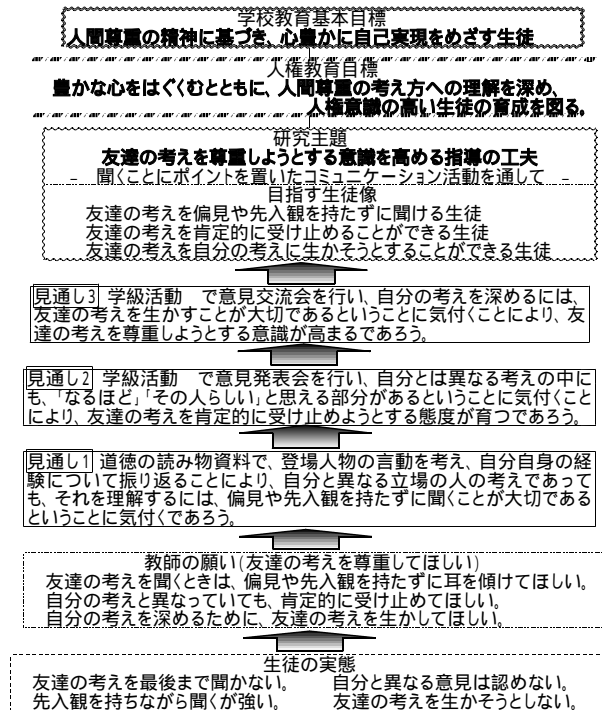 学校教育基本目標
人間尊重の精神に基づき、心豊かに自己実現をめざす生徒
人権教育目標
豊かな心をはぐくむとともに、人間尊重の考え方への理解を深め、
人権意識の高い生徒の育成を図る。
研究主題
友達の考えを尊重しようとする意識を高める指導の工夫
－ 聞くことにポイントを置いたコミュニケーション活動を通して －
目指す生徒像
友達の考えを偏見や先入観を持たずに聞ける生徒
友達の考えを肯定的に受け止めることができる生徒
友達の考えを自分の考えに生かそうとすることができる生徒
見通し3 学級活動　で意見交流会を行い、自分の考えを深めるには、
友達の考えを生かすことが大切であるということに気付くことにより、友
達の考えを尊重しようとする意識が高まるであろう。
見通し2 学級活動　で意見発表会を行い、自分とは異なる考えの中に
も、「なるほど」「その人らしい」と思える部分があるということに気付くこと
により、友達の考えを肯定的に受け止めようとする態度が育つであろう。
見通し1 道徳の読み物資料で、登場人物の言動を考え、自分自身の経
験について振り返ることにより、自分と異なる立場の人の考えであって
も、それを理解するには、偏見や先入観を持たずに聞くことが大切である
ということに気付くであろう。
教師の願い(友達の考えを尊重してほしい)
友達の考えを聞くときは、偏見や先入観を持たずに耳を傾けてほしい。
自分の考えと異なっていても、肯定的に受け止めてほしい。
自分の考えを深めるために、友達の考えを生かしてほしい。
生徒の実態
友達の考えを最後まで聞かない。　自分と異なる意見は認めない。
先入観を持ちながら聞くが強い。　友達の考えを生かそうとしない。